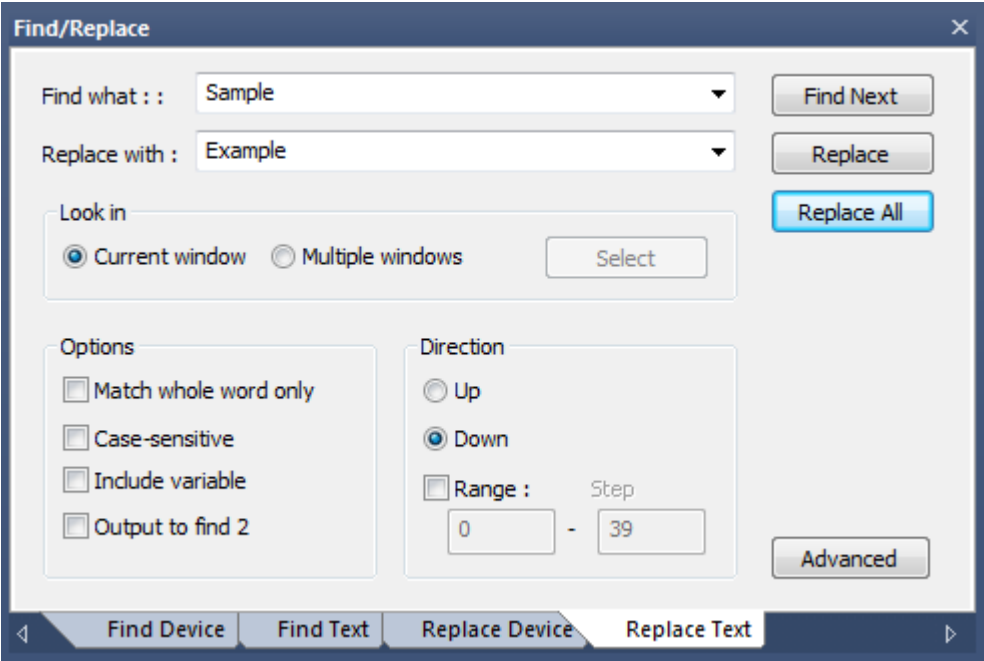 Find/Replace
Find what : :
Sample
Find Next
Replace with :
Example
Replace
Replace All
Look in
Current window
Multiple windows
Select
Options
Match whole word only
Case-sensitive
Include variable
Output to find 2
Direction
Up
Down
Range :
Step
0 - 39
Advanced
Find Device
Find Text
Replace Device
Replace Text